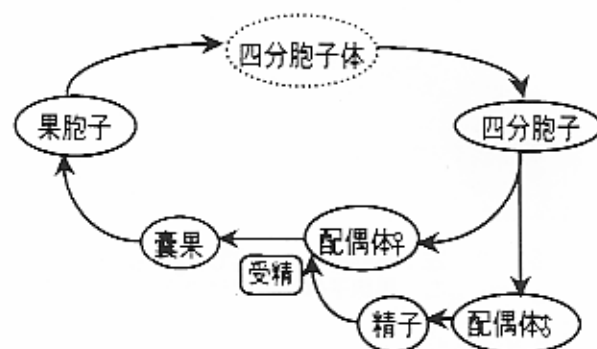 四分胞子体
果胞子
四分胞子
囊果
配偶体♀
受精
精子
配偶体♂